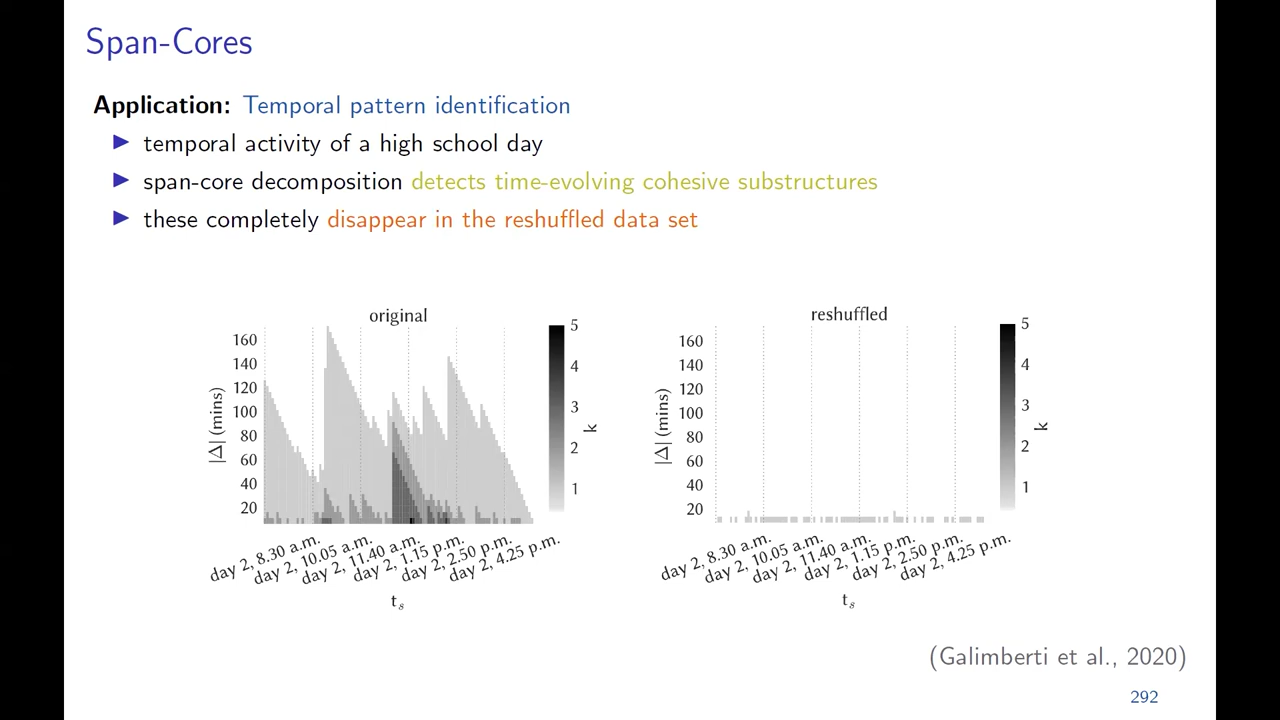 Span-Cores
Application: Temporal pattern identification
▶ temporal activity of a high school day
▶ span-core decomposition detects time-evolving cohesive substructures
▶ these completely disappear in the reshuffled data set
original
160
140
120
100
80
60
40
20
|Δ| (mins)
day 2, 8.30 a.m.
day 2, 10.05 a.m.
day 2, 11.40 a.m.
day 2, 1.15 p.m.
day 2, 2.50 p.m.
day 2, 4.25 p.m.
tₛ
5
4
3
2
1
k
reshuffled
160
140
120
100
80
60
40
20
|Δ| (mins)
day 2, 8.30 a.m.
day 2, 10.05 a.m.
day 2, 11.40 a.m.
day 2, 1.15 p.m.
day 2, 2.50 p.m.
day 2, 4.25 p.m.
tₛ
5
4
3
2
1
k
(Galimberti et al., 2020)
292